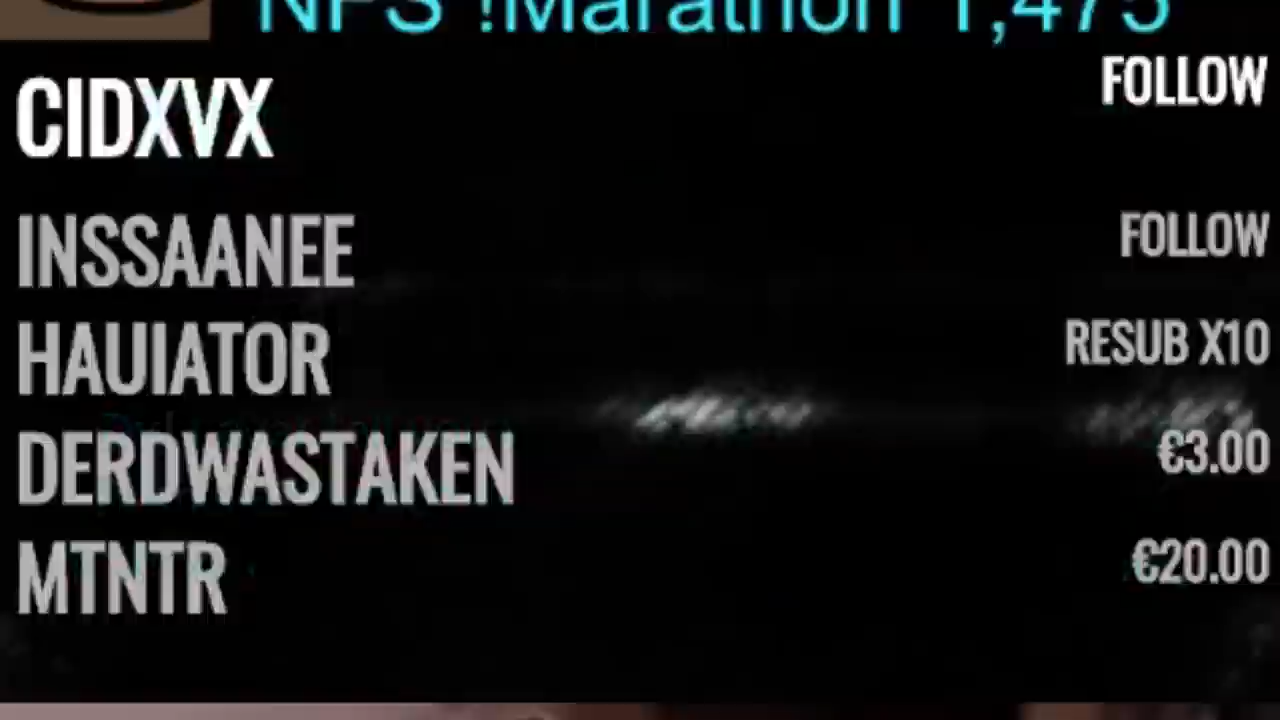 NFS !Marathon 1,475
CIDXVX FOLLOW
INSSAANEE FOLLOW
HAUIATOR RESUB X10
DERDWASTAKEN €3.00
MTNTR €20.00